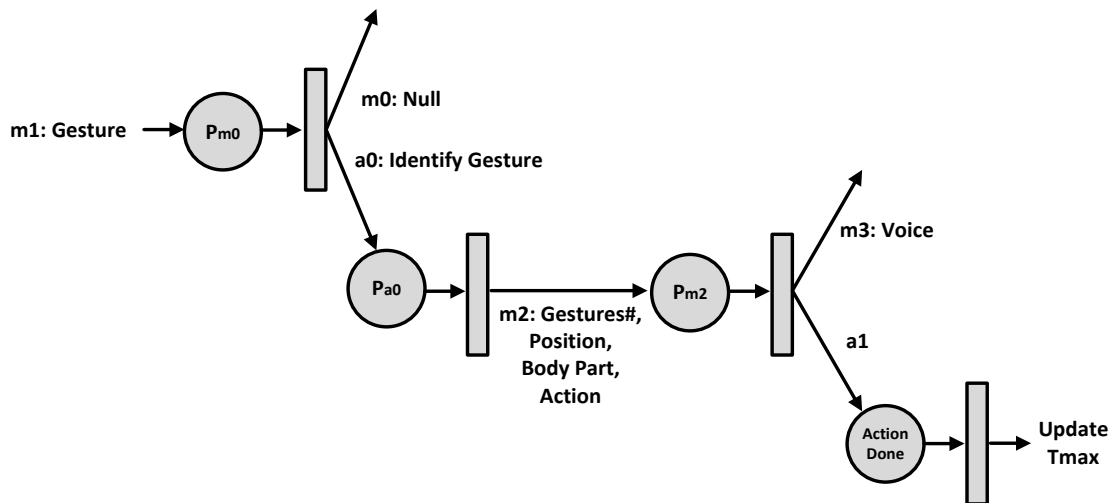 m0: Null
m1: Gesture
Pm0
a0: Identify Gesture
m3: Voice
Pa0
Pm2
m2: Gestures#,
Position,
Body Part,
Action
a1
Action
Done
Update
Tmax